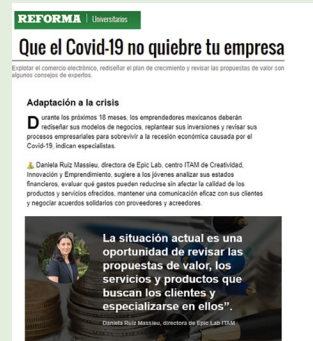 REFORMA Universitarios
Que el Covid-19 no quiebre tu empresa
Explotar el comercio electrónico, rediseñar el plan de crecimiento y revisar las propuestas de valor son
algunos consejos de expertos.
Adaptación a la crisis
Durante los próximos 18 meses, los emprendedores mexicanos deberán
rediseñar sus modelos de negocios, replantear sus inversiones y revisar sus
procesos empresariales para sobrevivir a la recesión económica causada por el
Covid-19, indican especialistas.
Daniela Ruiz Massieu, directora de Epic Lab, centro ITAM de Creatividad,
Innovación y Emprendimiento, sugiere a los jóvenes analizar sus estados
financieros, evaluar qué gastos pueden reducirse sin afectar la calidad de los
productos y servicios ofrecidos, mantener una comunicación eficaz con sus clientes
y negociar acuerdos solidarios con proveedores y acreedores.
La situación actual es una
oportunidad de revisar las
propuestas de valor, los
servicios y productos que
buscan los clientes y
especializarse en ellos”.
Daniela Ruiz Massieu, directora de Epic Lab ITAM